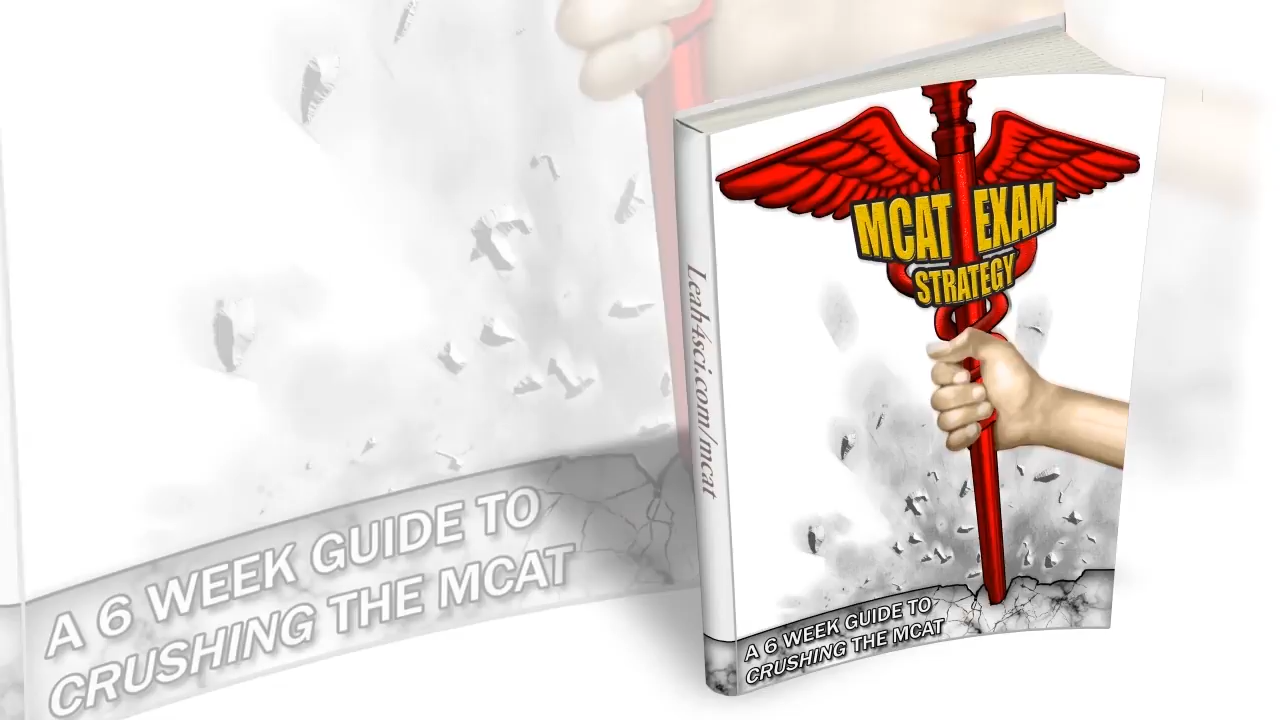 A 6 WEEK GUIDE TO
CRUSHING THE MCAT
Leah4sci.com/mcat
MCAT EXAM
STRATEGY
A 6 WEEK GUIDE TO
CRUSHING THE MCAT